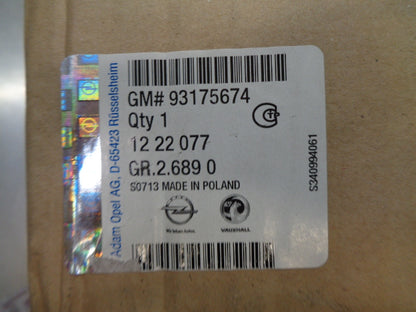 GM# 93175674
Qty 1
12 22 077
GR.2.689 0
S0713 MADE IN POLAND
VAUXHALL
Adam Opel AG, D-65423 Rüsselsheim
S340994061